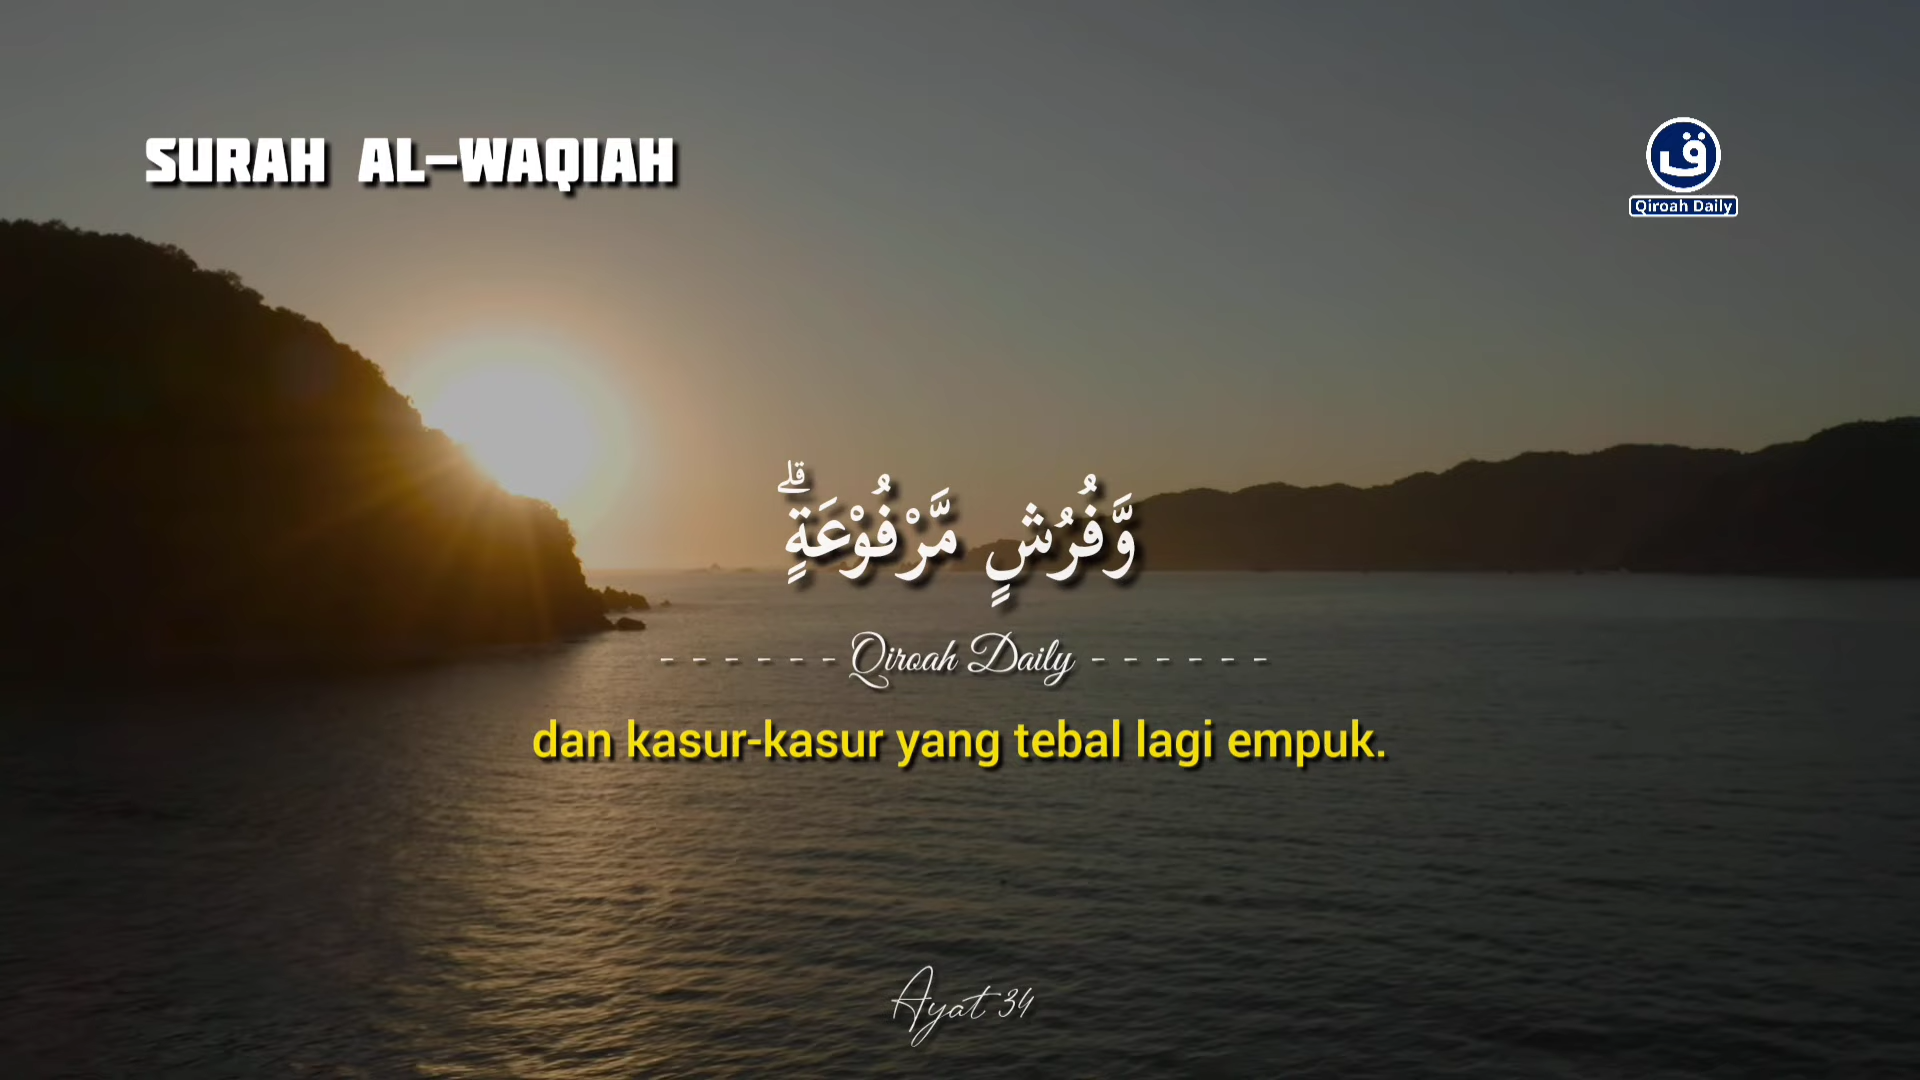 SURAH AL-WAQIAH
ق
Qiroah Daily
وَّفُرُشٍ مَّرْفُوْعَةٍۗ
- - - - - - Qiroah Daily - - - - - -
dan kasur-kasur yang tebal lagi empuk.
Ayat 34